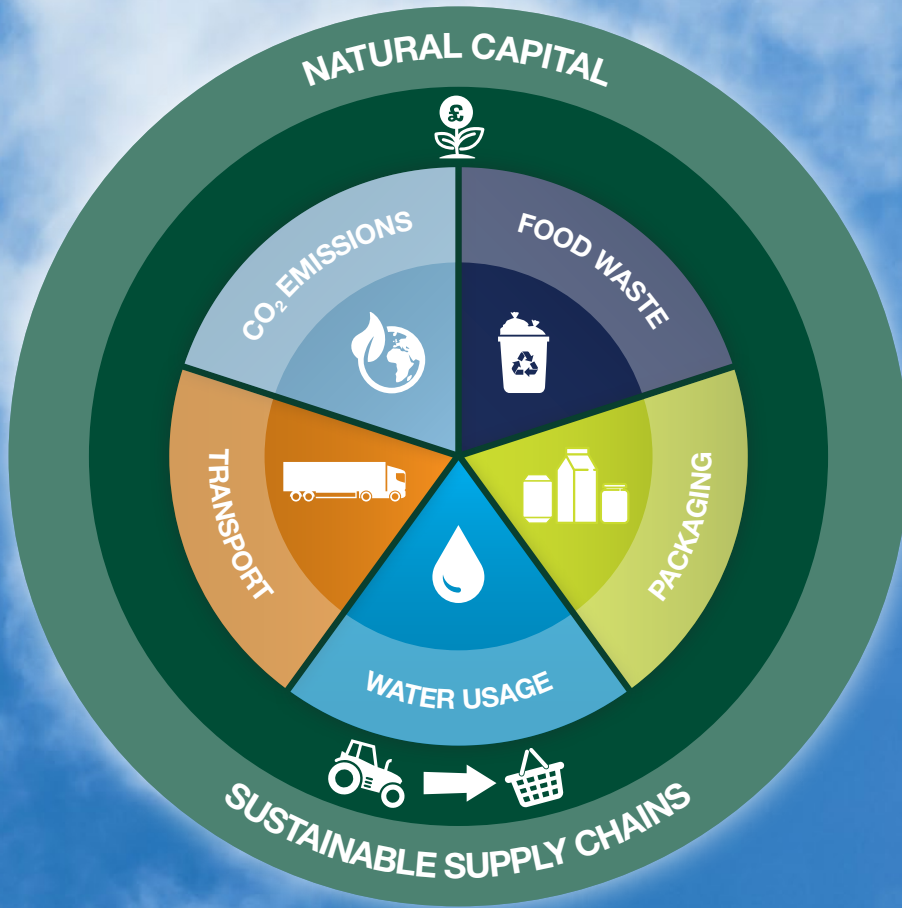 NATURAL CAPITAL
£
CO₂ EMISSIONS
FOOD WASTE
TRANSPORT
PACKAGING
WATER USAGE
SUSTAINABLE SUPPLY CHAINS